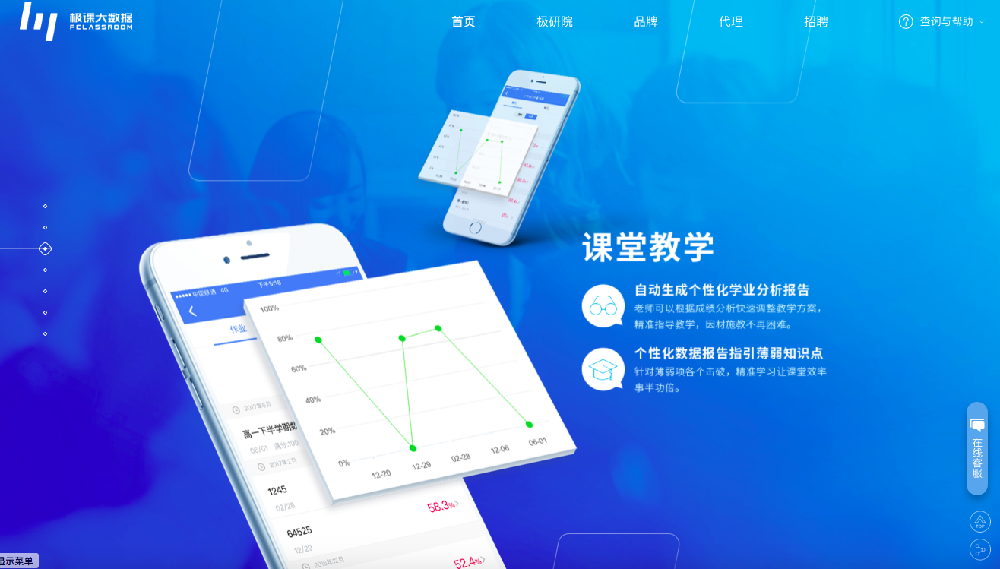 极课大数据
FCLASSROOM
首页
极研院
品牌
代理
招聘
查询与帮助
课堂教学
自动生成个性化学业分析报告
老师可以根据成绩分析快速调整教学方案，
精准指导教学，因材施教不再困难。
个性化数据报告指引薄弱知识点
针对薄弱项各个击破，精准学习让课堂效率
事半功倍。
中国联通 4G
下午5:18
作业
100%
80%
60%
40%
20%
0%
12-20
12-29
02-28
12-06
06-01
2017年6月
高一下半学期数
06/01 满分:100
2017年2月
1245
02/28
58.3%
64525
12/29
2016年12月
52.4%
在线客服
TOP
显示菜单